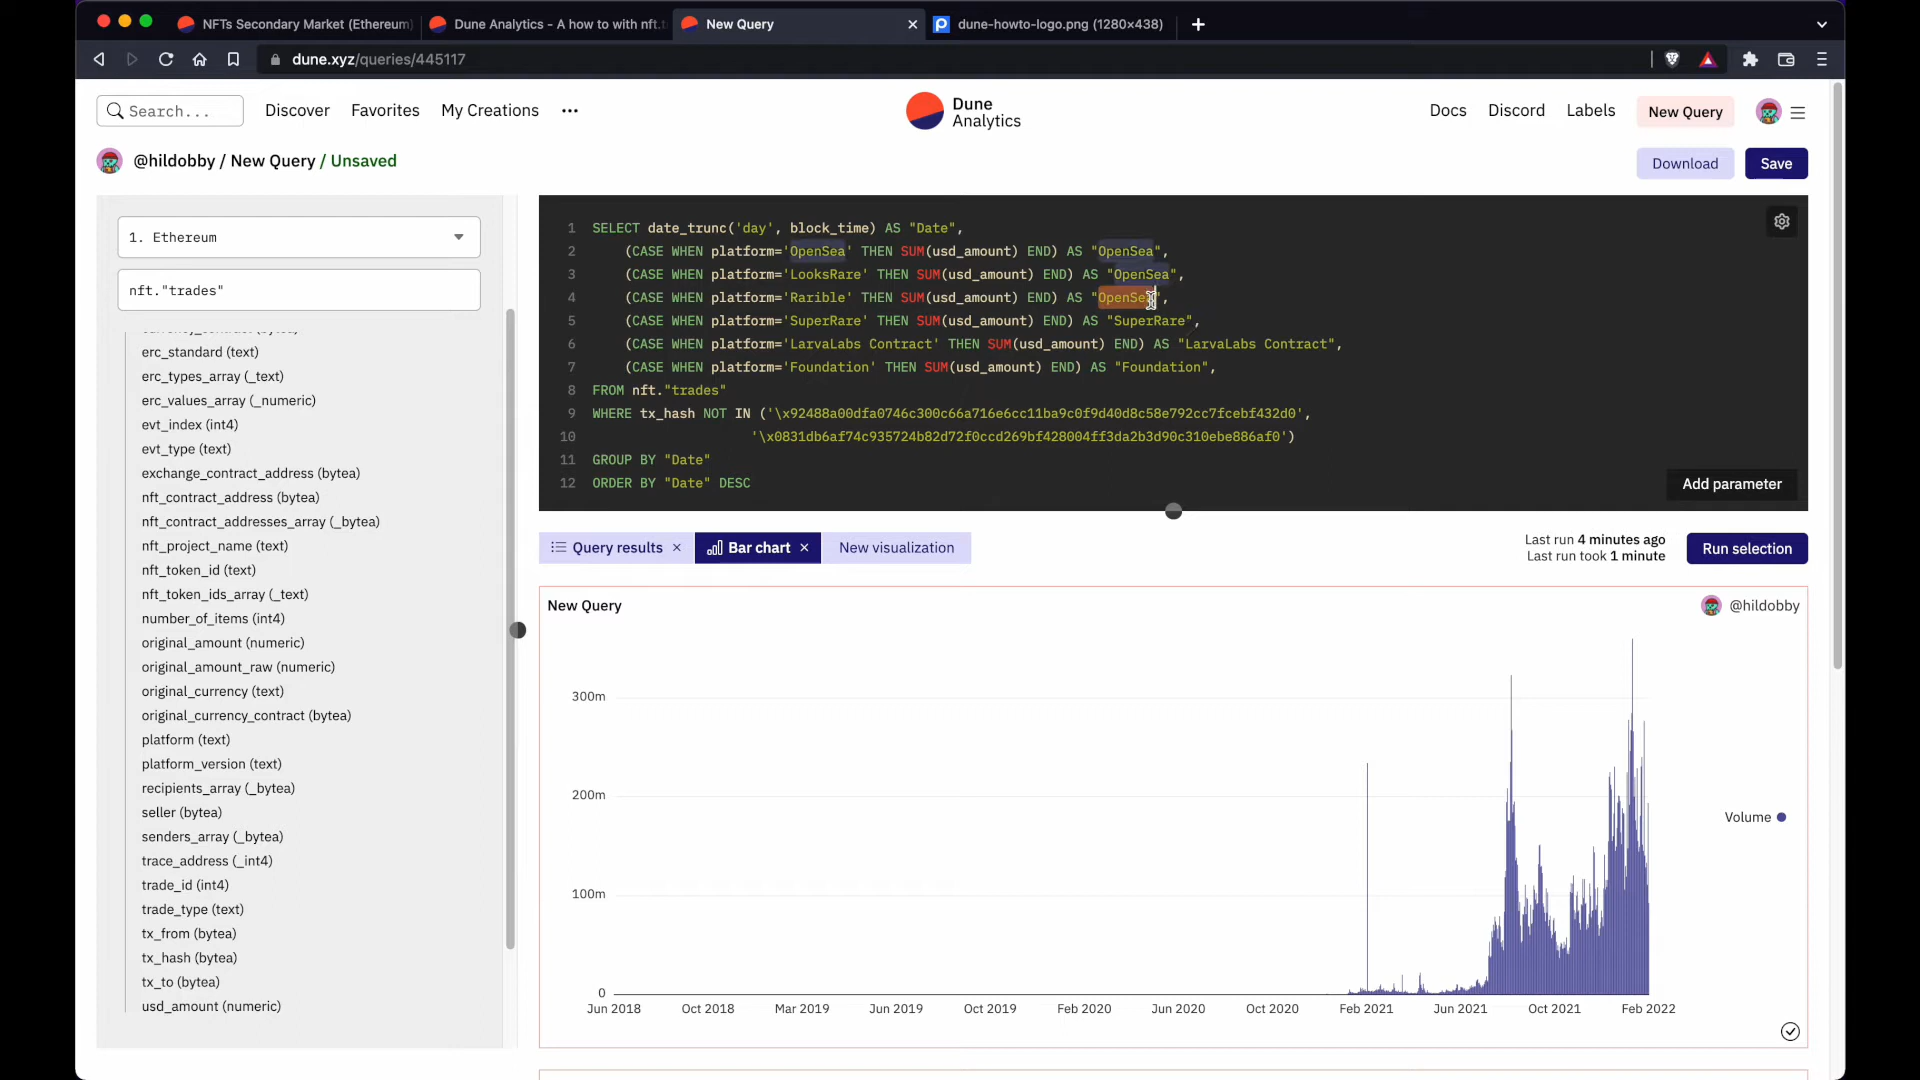 NFTs Secondary Market (Ethereum)
Dune Analytics - A how to with nft.t
New Query
dune-howto-logo.png (1280×438)
dune.xyz/queries/445117
Search...
Discover
Favorites
My Creations
Dune Analytics
Docs
Discord
Labels
New Query
@hildobby / New Query / Unsaved
Download
Save
1. Ethereum
nft."trades"
erc_standard (text)
erc_types_array (_text)
erc_values_array (_numeric)
evt_index (int4)
evt_type (text)
exchange_contract_address (bytea)
nft_contract_address (bytea)
nft_contract_addresses_array (_bytea)
nft_project_name (text)
nft_token_id (text)
nft_token_ids_array (_text)
number_of_items (int4)
original_amount (numeric)
original_amount_raw (numeric)
original_currency (text)
original_currency_contract (bytea)
platform (text)
platform_version (text)
recipients_array (_bytea)
seller (bytea)
senders_array (_bytea)
trace_address (_int4)
trade_id (int4)
trade_type (text)
tx_from (bytea)
tx_hash (bytea)
tx_to (bytea)
usd_amount (numeric)
1 SELECT date_trunc('day', block_time) AS "Date",
2 (CASE WHEN platform='OpenSea' THEN SUM(usd_amount) END) AS "OpenSea",
3 (CASE WHEN platform='LooksRare' THEN SUM(usd_amount) END) AS "OpenSea",
4 (CASE WHEN platform='Rarible' THEN SUM(usd_amount) END) AS "OpenSea",
5 (CASE WHEN platform='SuperRare' THEN SUM(usd_amount) END) AS "SuperRare",
6 (CASE WHEN platform='LarvaLabs Contract' THEN SUM(usd_amount) END) AS "LarvaLabs Contract",
7 (CASE WHEN platform='Foundation' THEN SUM(usd_amount) END) AS "Foundation",
8 FROM nft."trades"
9 WHERE tx_hash NOT IN ('\x92488a00dfa0746c300c66a716e6cc11ba9c0f9d40d8c58e792cc7fcebf432d0',
10 '\x0831db6af74c935724b82d72f0ccd269bf428004ff3da2b3d90c310ebe886af0')
11 GROUP BY "Date"
12 ORDER BY "Date" DESC
Add parameter
Query results
Bar chart
New visualization
Last run 4 minutes ago
Last run took 1 minute
Run selection
New Query
@hildobby
300m
200m
100m
0
Volume
Jun 2018 Oct 2018 Mar 2019 Jun 2019 Oct 2019 Feb 2020 Jun 2020 Oct 2020 Feb 2021 Jun 2021 Oct 2021 Feb 2022